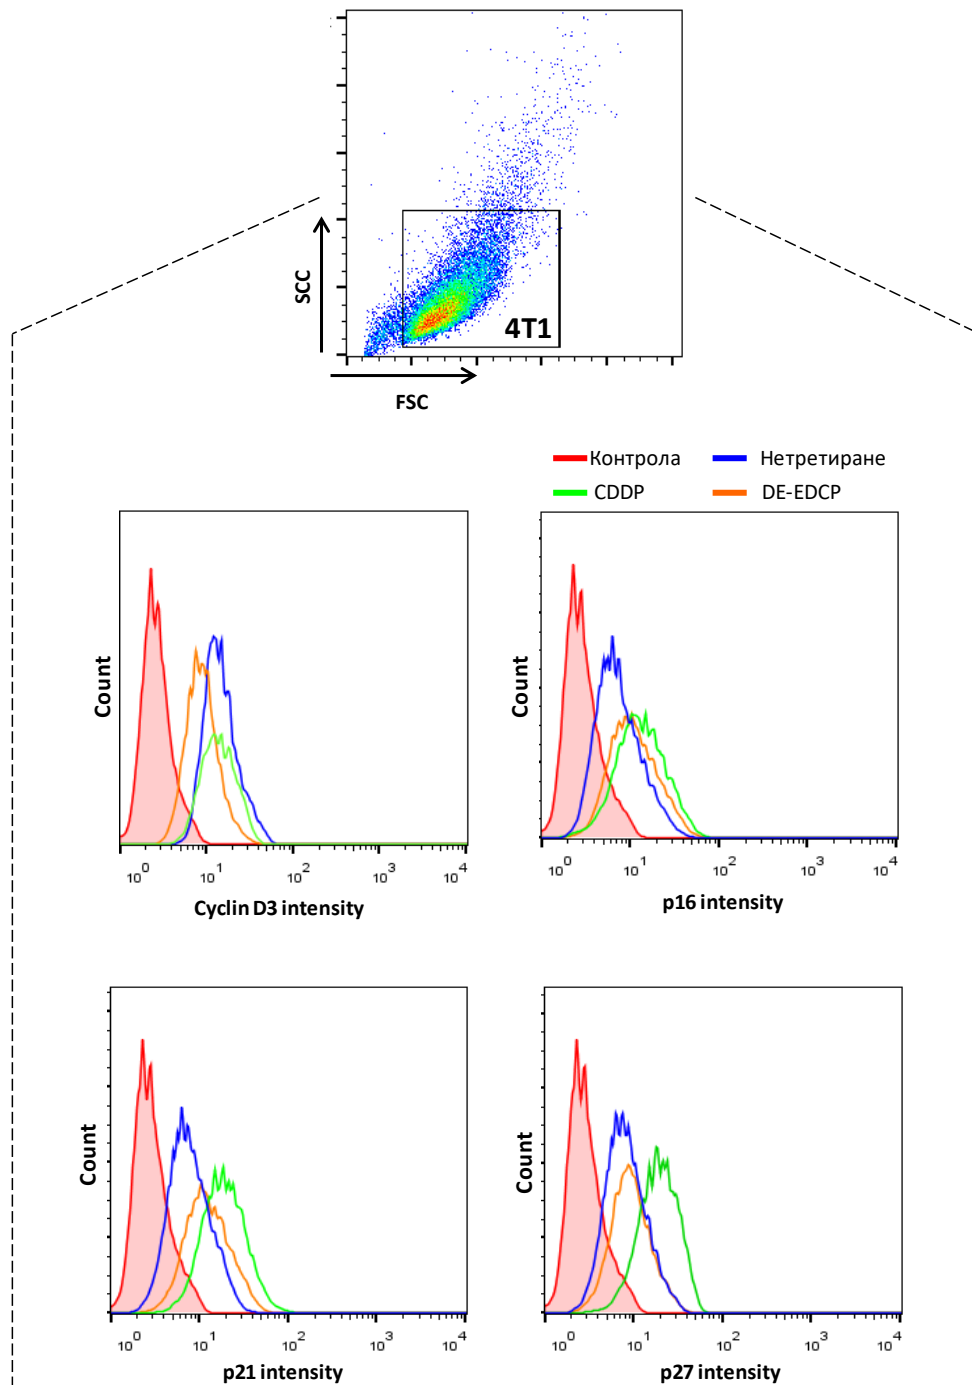 SCC
4T1
FSC
Контрола
Нетретиране
CDDP
DE-EDCP
Count
10^0 10^1 10^2 10^3 10^4
Cyclin D3 intensity
Count
10^0 10^1 10^2 10^3 10^4
p16 intensity
Count
10^0 10^1 10^2 10^3 10^4
p21 intensity
Count
10^0 10^1 10^2 10^3 10^4
p27 intensity